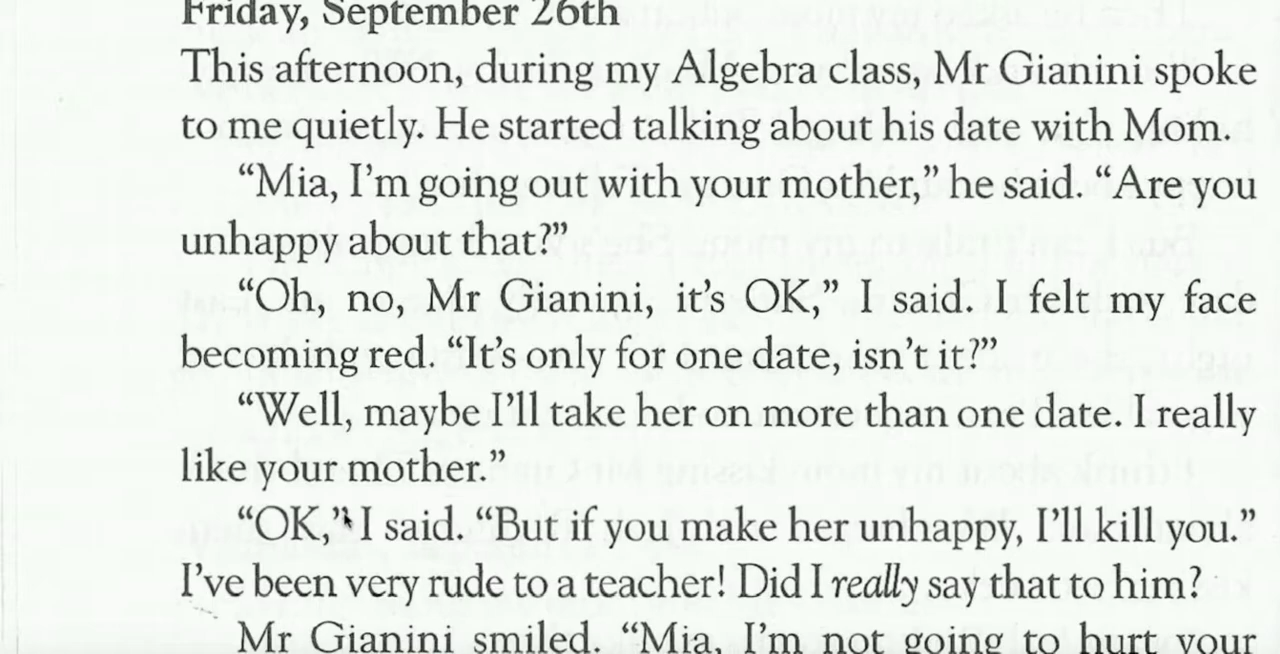 Friday, September 26th
This afternoon, during my Algebra class, Mr Gianini spoke
to me quietly. He started talking about his date with Mom.
“Mia, I’m going out with your mother,” he said. “Are you
unhappy about that?”
“Oh, no, Mr Gianini, it’s OK,” I said. I felt my face
becoming red. “It’s only for one date, isn’t it?”
“Well, maybe I’ll take her on more than one date. I really
like your mother.”
“OK,” I said. “But if you make her unhappy, I’ll kill you.”
I’ve been very rude to a teacher! Did I really say that to him?
Mr Gianini smiled. “Mia, I’m not going to hurt your